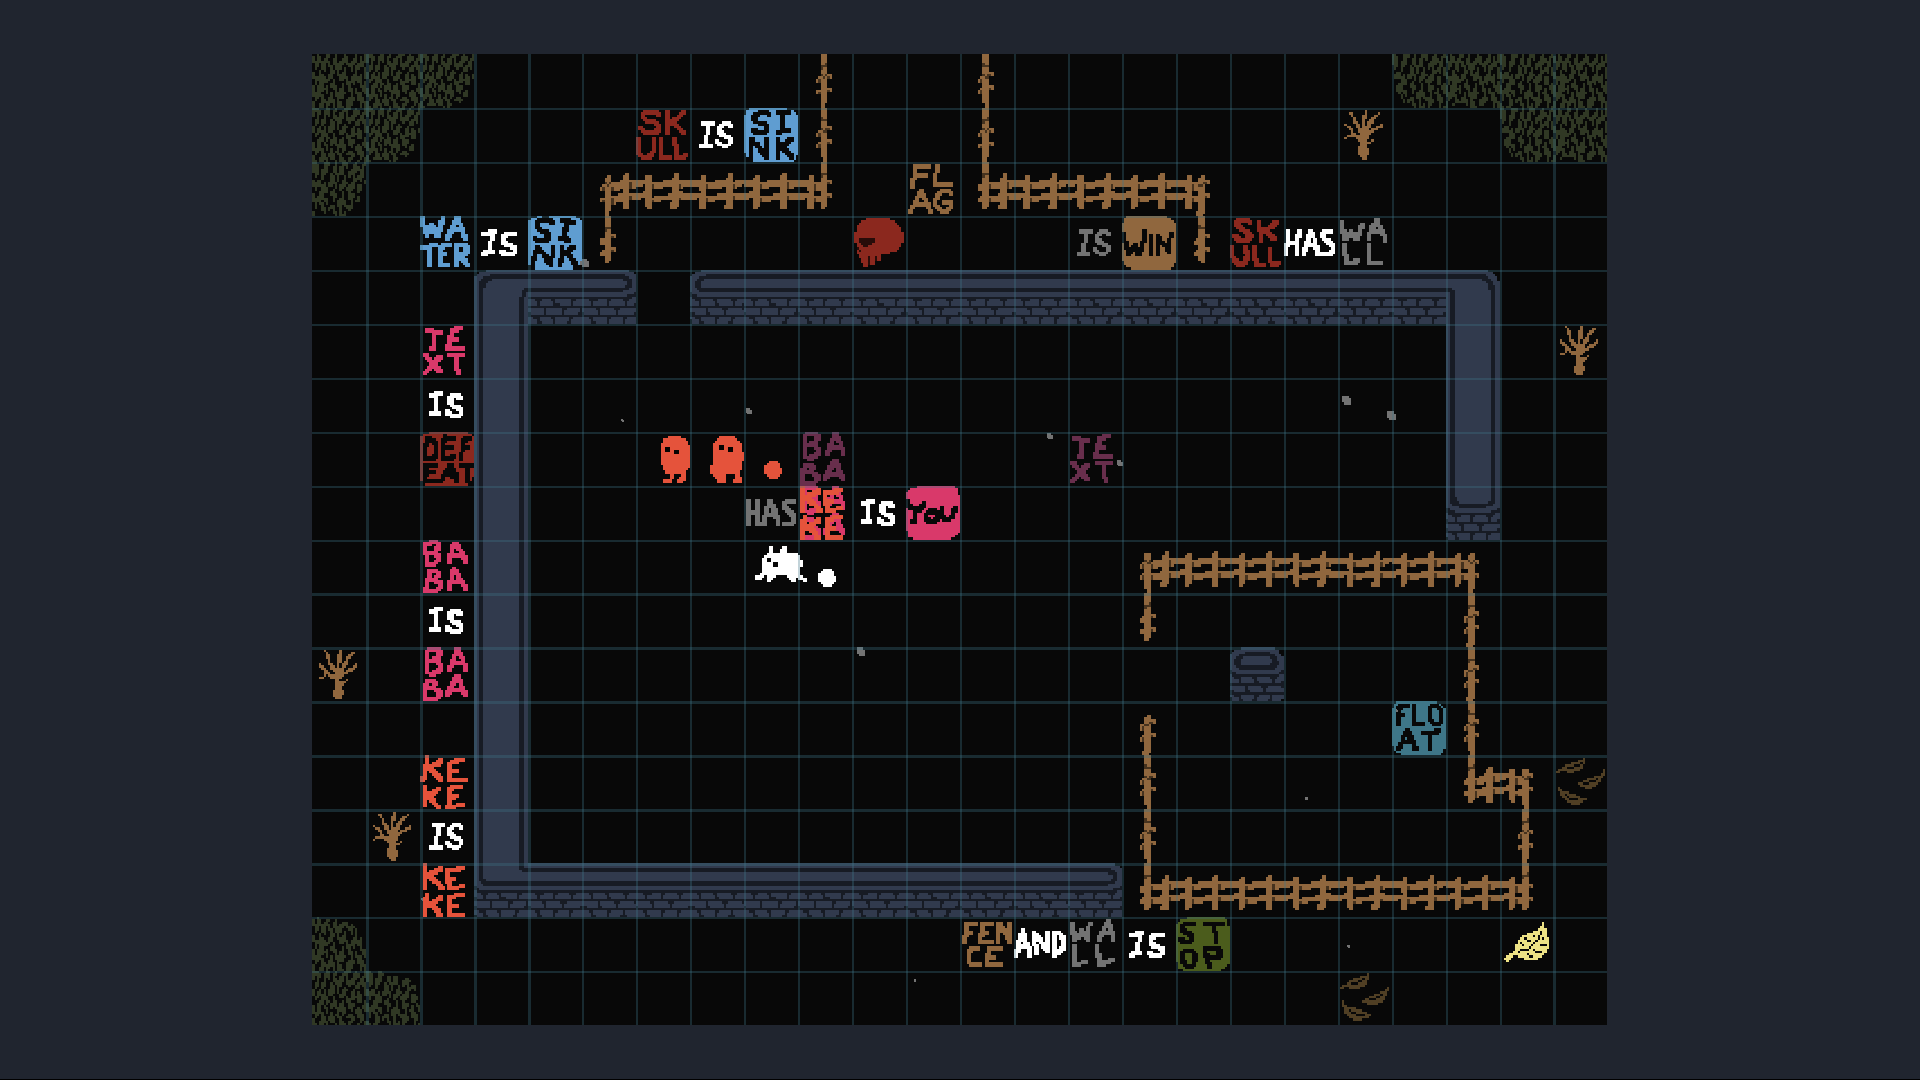 SKULL IS SINK
FLAG
WATER IS SINK
IS WIN
SKULL HAS WALL
TEXT
IS
DEFEAT
BABA
TEXT
HAS KEKE IS YOU
BABA
IS
BABA
FLOAT
KEKE
IS
KEKE
FENCE AND WALL IS STOP